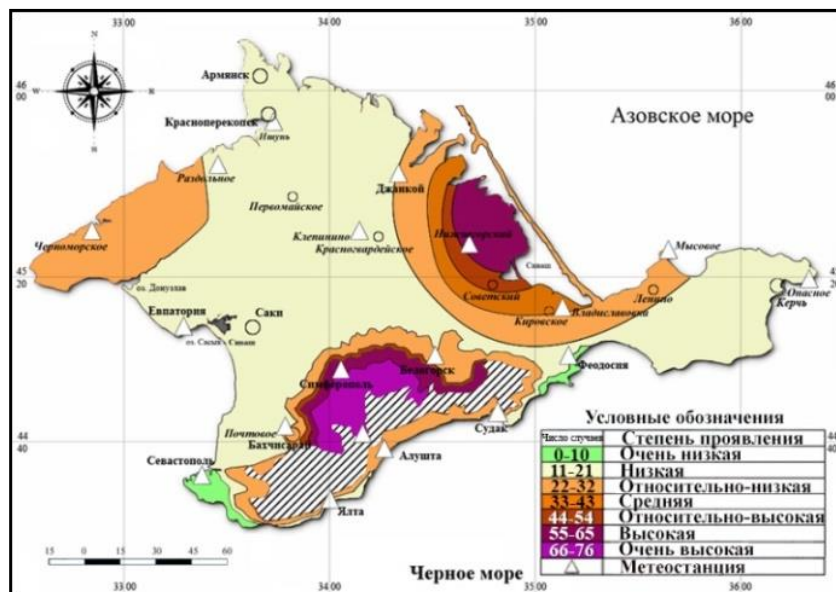 33 00
34 00
35 00
36 00
N
W
E
S
46 00
46 00
Армянск
Азовское море
Красноперекопск
Ишунь
Раздольное
Джанкой
Первомайское
Нижнегорский
Черноморское
Клепинино
Красногвардейское
Мысовое
Сиваш
45 20
45 20
оз. Донузлав
Советский
Ленино
Опасное
Керчь
Евпатория
Саки
Кировское
Владиславовка
оз. Сасык - Сиваш
Белогорск
Феодосия
Симферополь
Условные обозначения
Почтовое
Бахчисарай
Судак
44 40
44 40
Число случаев
Степень проявления
Севастополь
Алушта
0-10 Очень низкая
11-21 Низкая
22-32 Относительно-низкая
33-43 Средняя
Ялта
44-54 Относительно-высокая
55-65 Высокая
66-76 Очень высокая
Метеостанция
15 0 15 30 45 60
Черное море
33 00
34 00
35 00
36 00